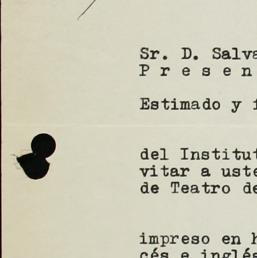 Sr. D. Salva
P r e s e n
Estimado y
del Institut
vitar a uste
de Teatro de
impreso en
cés e inglés